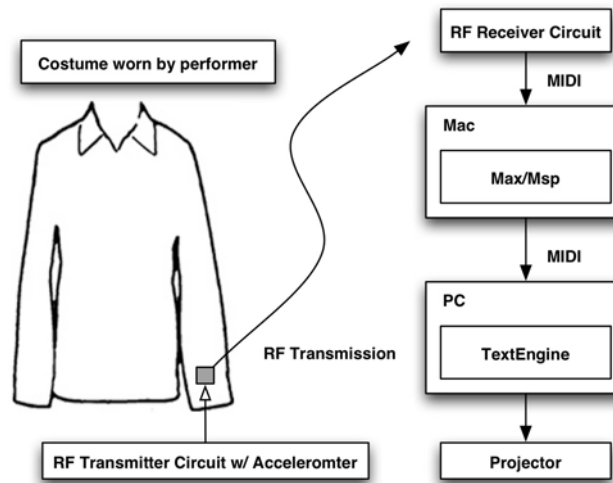 Costume worn by performer
RF Transmission
RF Transmitter Circuit w/ Acceleromter
RF Receiver Circuit
MIDI
Mac
Max/Msp
MIDI
PC
TextEngine
Projector